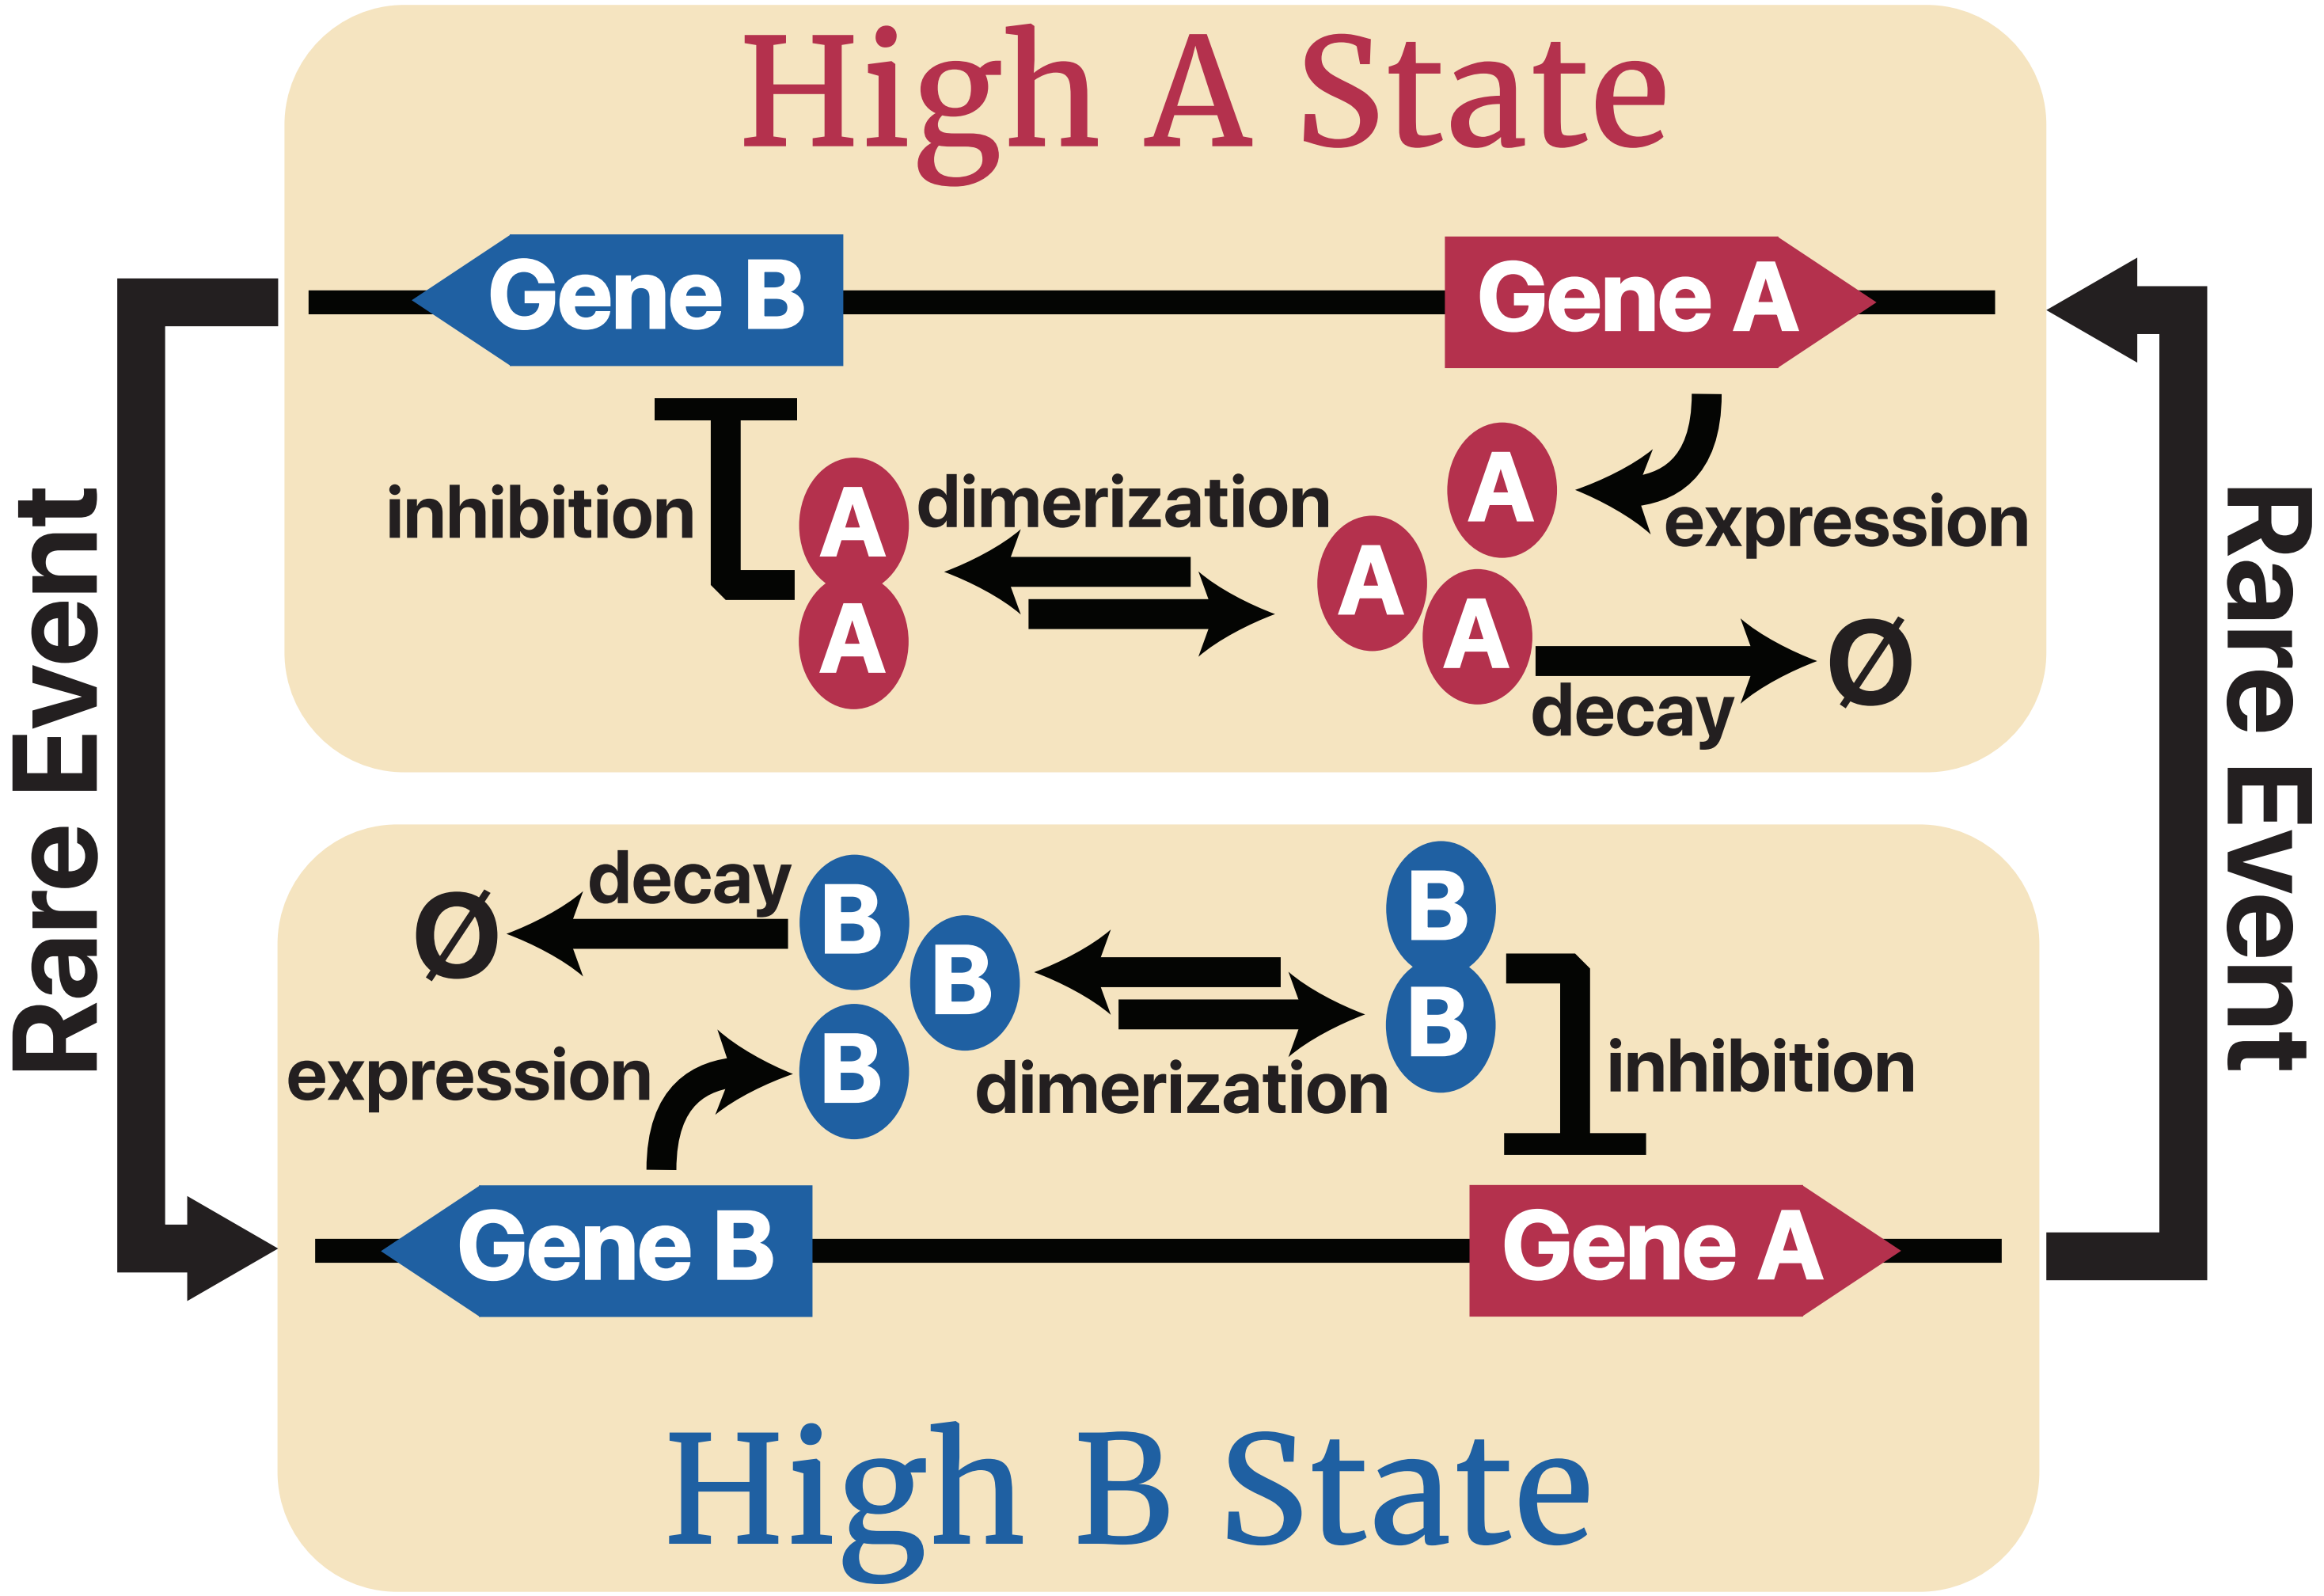 High A State
Gene B
Gene A
inhibition
A
A
dimerization
A
A
A
expression
decay
Ø
Rare Event
Rare Event
decay
Ø
B
B
B
expression
dimerization
B
B
inhibition
Gene B
Gene A
High B State